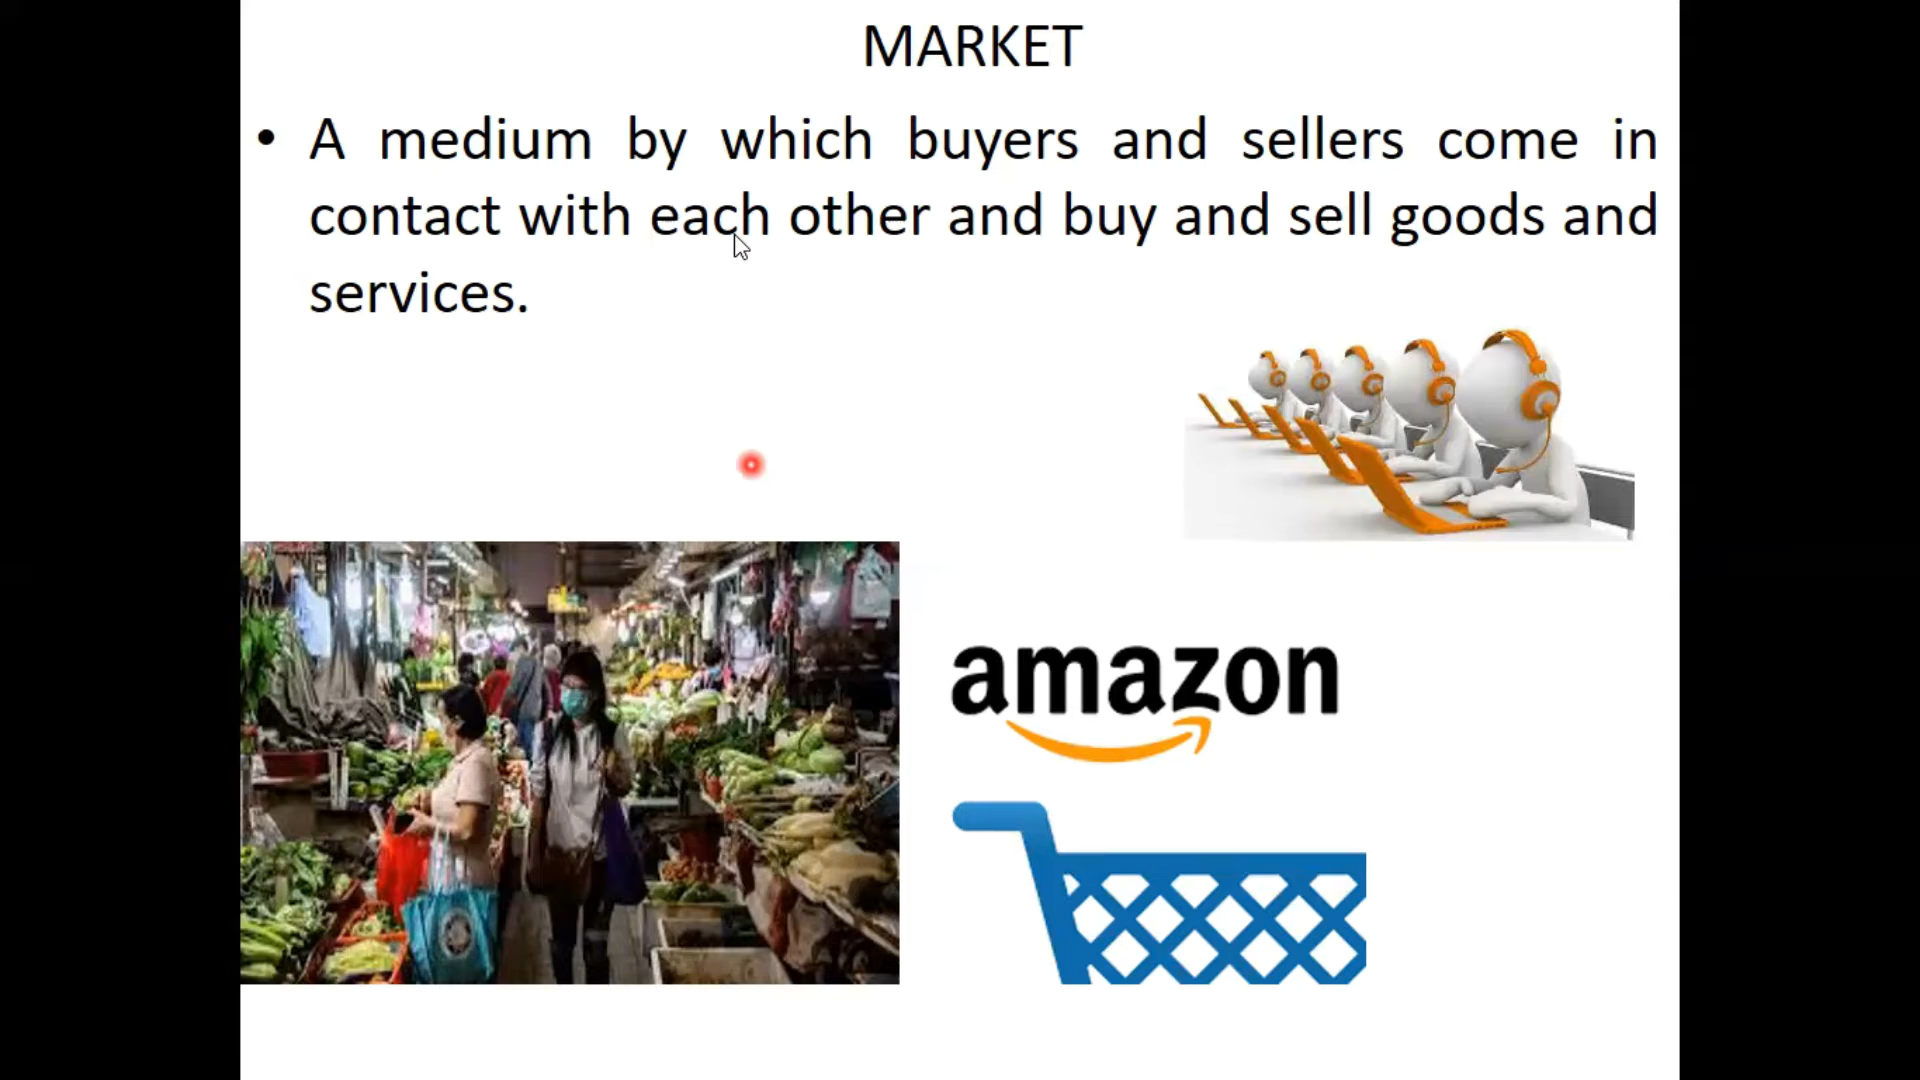 MARKET
• A medium by which buyers and sellers come in
contact with each other and buy and sell goods and
services.
amazon